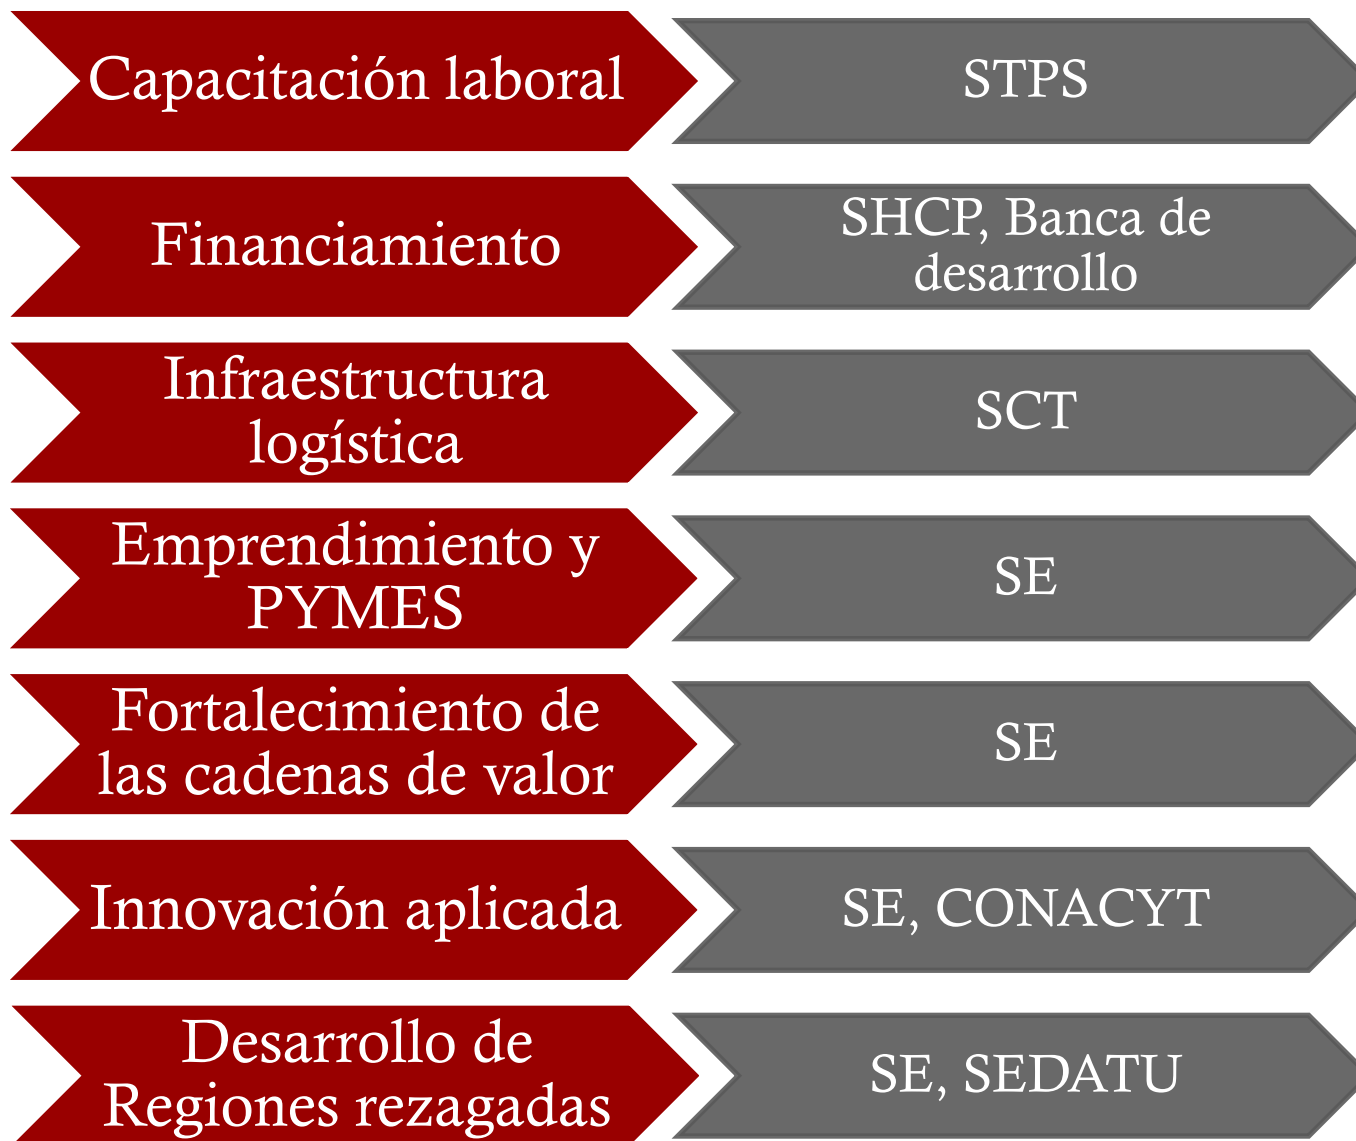 Capacitación laboral
STPS
Financiamiento
SHCP, Banca de
desarrollo
Infraestructura
logística
SCT
Emprendimiento y
PYMES
SE
Fortalecimiento de
las cadenas de valor
SE
Innovación aplicada
SE, CONACYT
Desarrollo de
Regiones rezagadas
SE, SEDATU